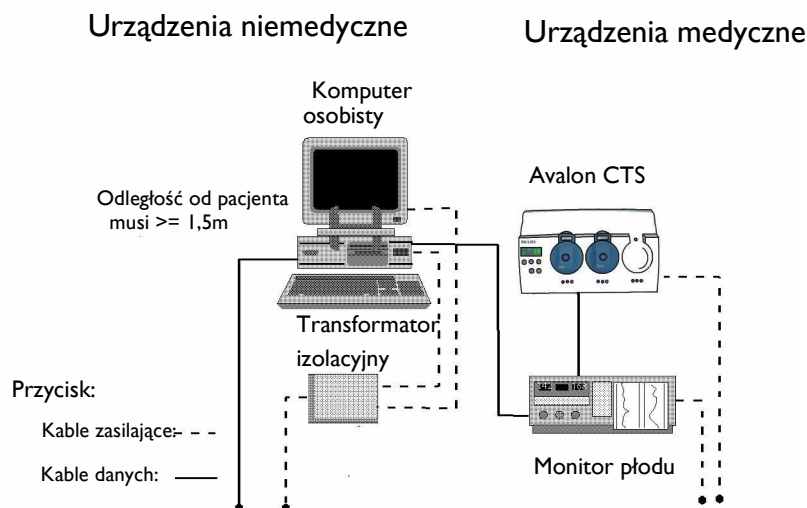 Urządzenia niemedyczne
Urządzenia medyczne
Komputer
osobisty
Odległość od pacjenta
musi >= 1,5m
Avalon CTS
PHILIPS
Transformator
izolacyjny
Przycisk:
Kable zasilające:
Kable danych:
Monitor płodu